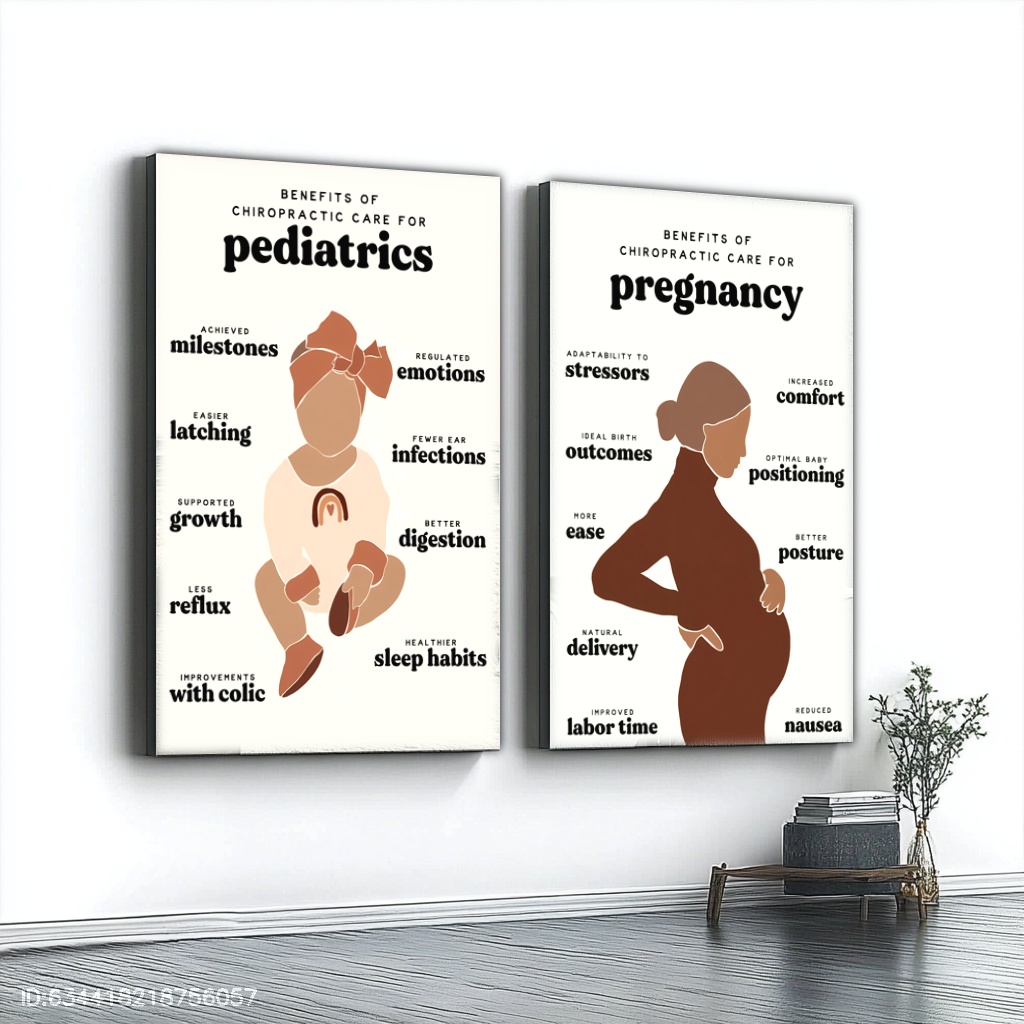 BENEFITS OF
CHIROPRACTIC CARE FOR
pediatrics
ACHIEVED
milestones
REGULATED
emotions
EASIER
latching
FEWER EAR
infections
SUPPORTED
growth
BETTER
digestion
LESS
reflux
HEALTHIER
sleep habits
IMPROVEMENTS
with colic
BENEFITS OF
CHIROPRACTIC CARE FOR
pregnancy
ADAPTABILITY TO
stressors
INCREASED
comfort
IDEAL BIRTH
outcomes
OPTIMAL BABY
positioning
MORE
ease
BETTER
posture
NATURAL
delivery
IMPROVED
labor time
REDUCED
nausea
ID:634418218756057